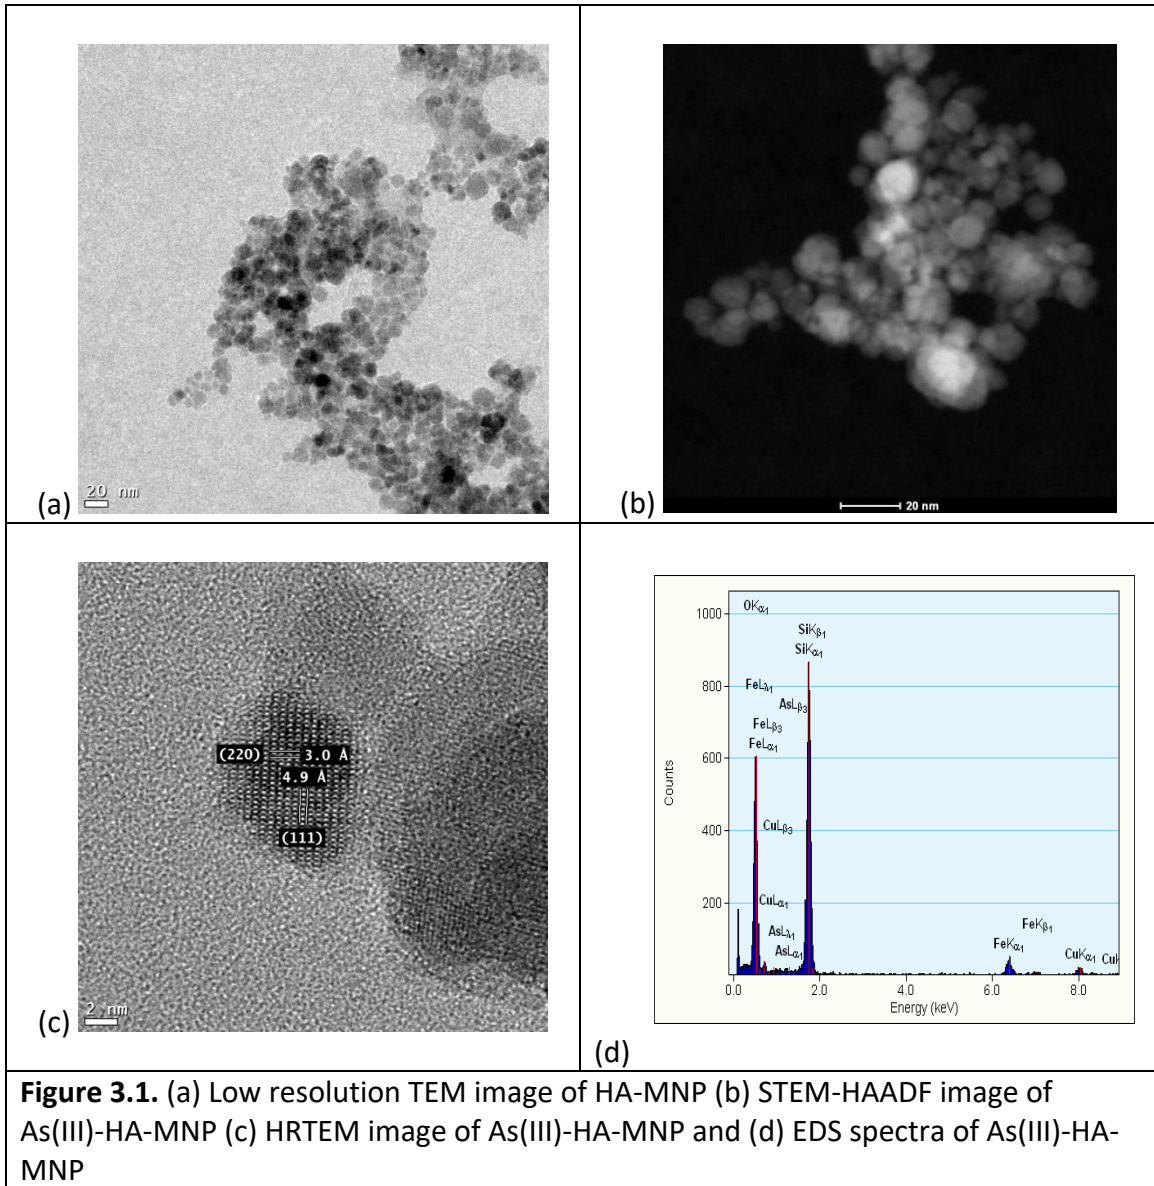 20 nm
(a)
20 nm
(b)
(220)
3.0 Å
4.9 Å
(111)
2 nm
(c)
1000
800
600
400
200
Counts
OKα1
SiKβ1
SiKα1
FeLλ1
AsLβ3
FeLβ3
FeLα1
CuLβ3
CuLα1
AsLλ1
AsLα1
FeKβ1
FeKα1
CuKα1
CuK
0.0 2.0 4.0 6.0 8.0
Energy (keV)
(d)
Figure 3.1. (a) Low resolution TEM image of HA-MNP (b) STEM-HAADF image of
As(III)-HA-MNP (c) HRTEM image of As(III)-HA-MNP and (d) EDS spectra of As(III)-HA-
MNP